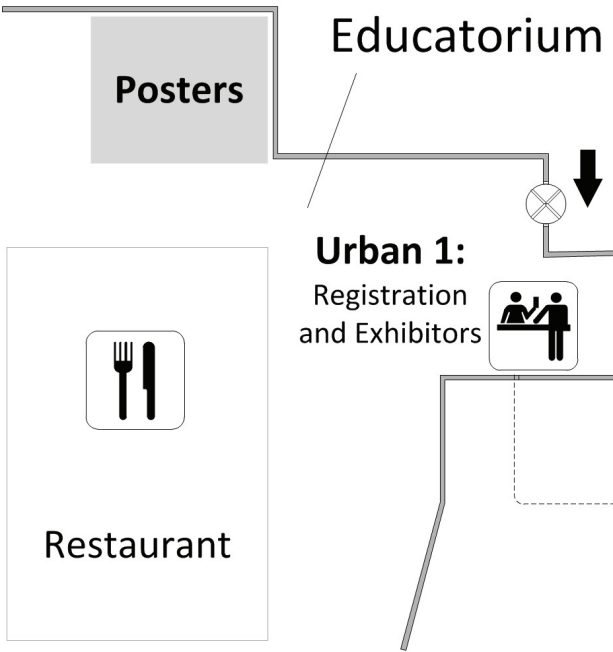 Educatorium
Posters
Urban 1:
Registration
and Exhibitors
Restaurant